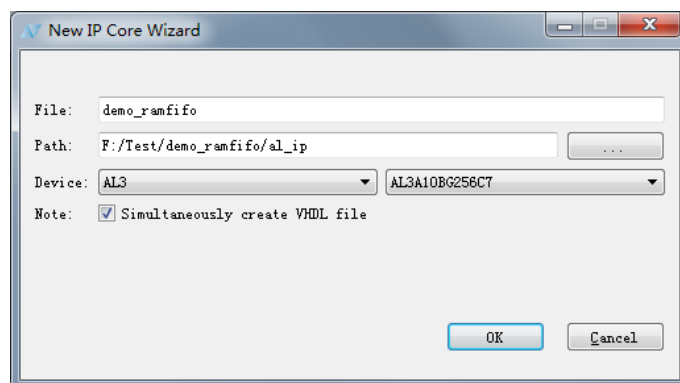 New IP Core Wizard
File: demo_ramfifo
Path: F:/Test/demo_ramfifo/al_ip ...
Device: AL3 AL3A10BG256C7
Note: Simultaneously create VHDL file
OK Cancel